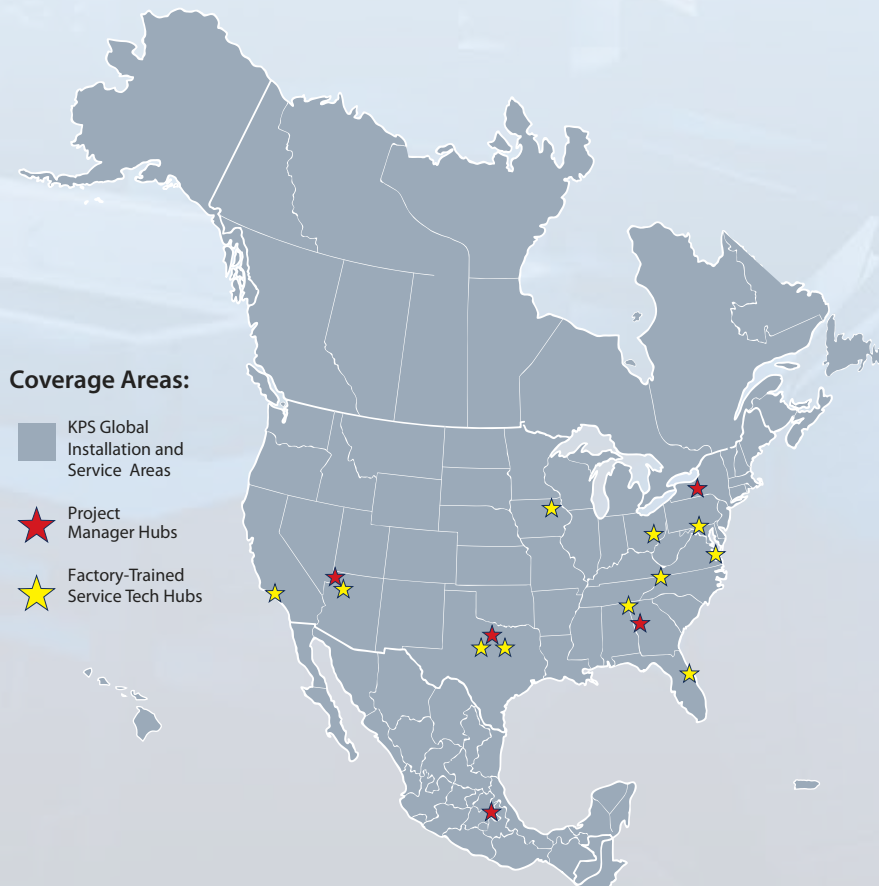 Coverage Areas:
KPS Global
Installation and
Service Areas
Project
Manager Hubs
Factory-Trained
Service Tech Hubs